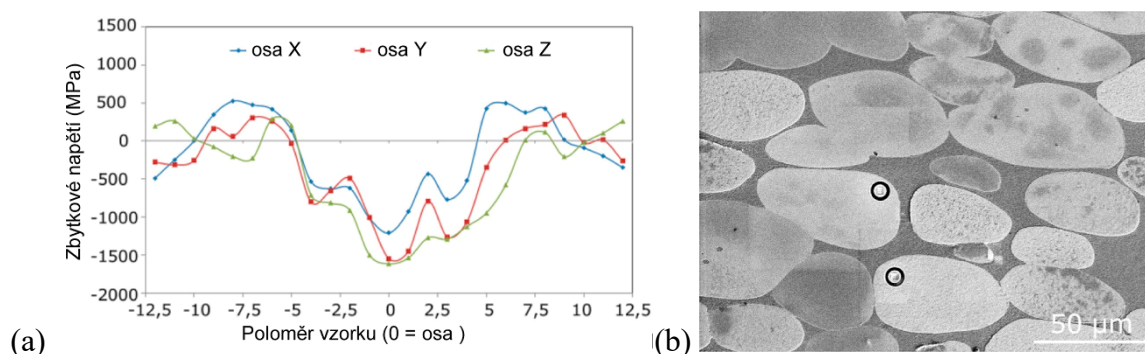 1500
1000
500
0
-500
-1000
-1500
-2000
Zbytkové napětí (MPa)
osa X
osa Y
osa Z
-12,5
-10
-7,5
-5
-2,5
0
2,5
5
7,5
10
12,5
Poloměr vzorku (0 = osa )
(a)
(b)
50 µm